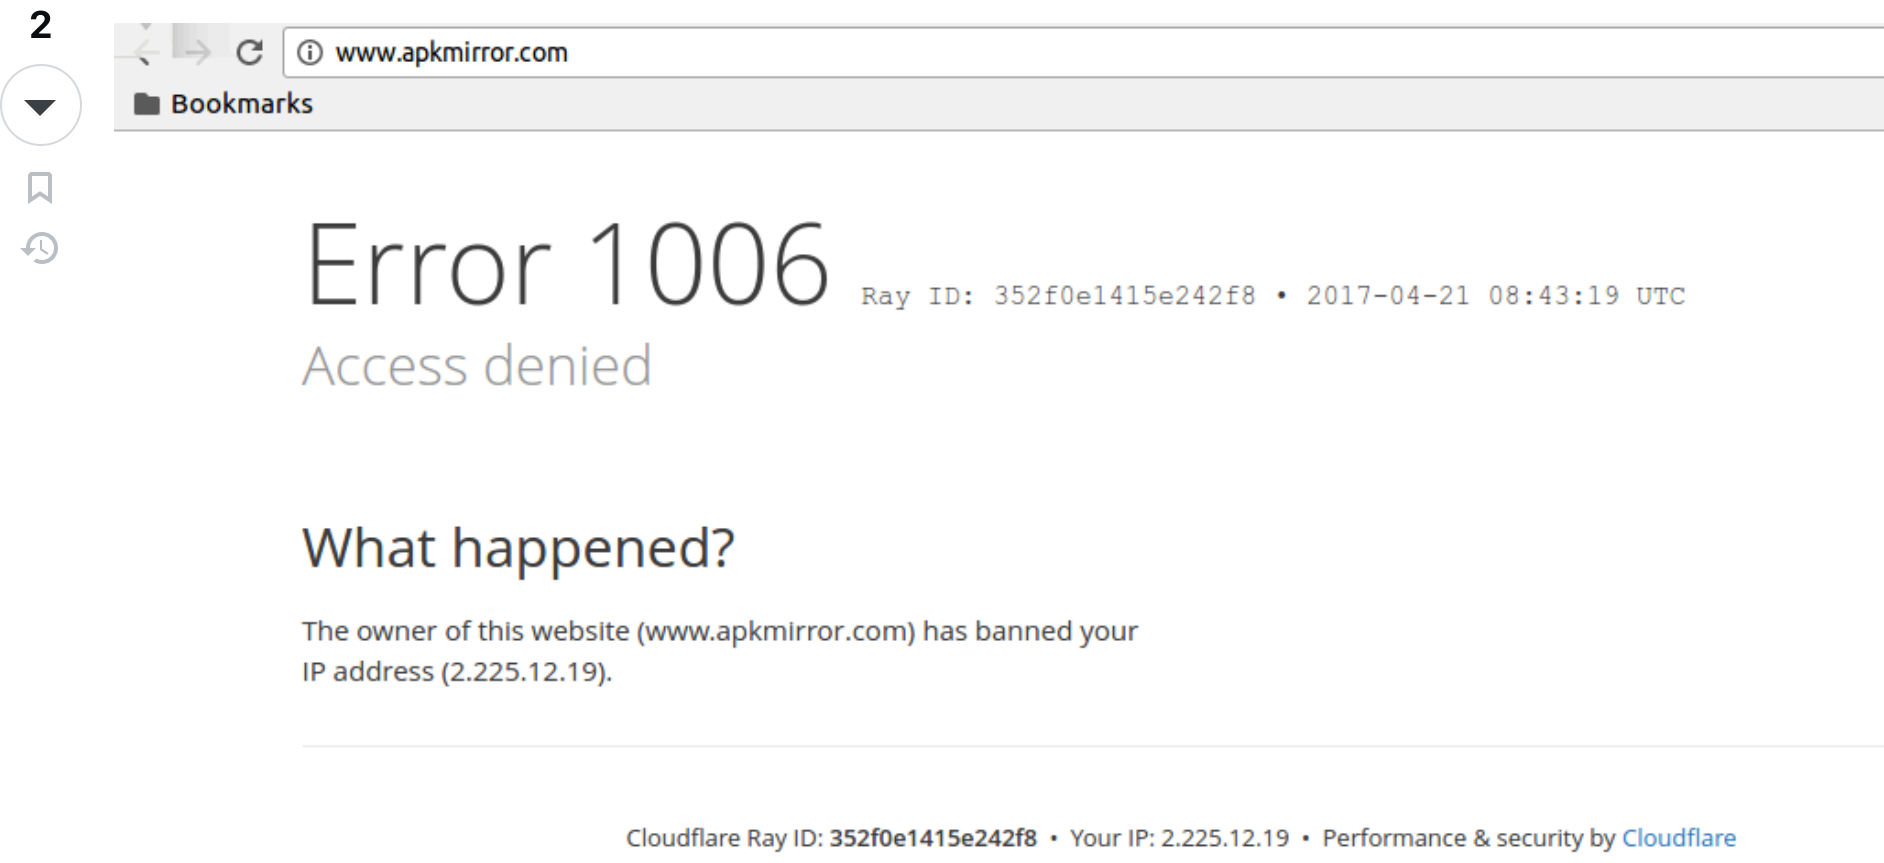 2
www.apkmirror.com
Bookmarks
Error 1006 Ray ID: 352f0e1415e242f8 • 2017-04-21 08:43:19 UTC
Access denied
What happened?
The owner of this website (www.apkmirror.com) has banned your
IP address (2.225.12.19).
Cloudflare Ray ID: 352f0e1415e242f8 • Your IP: 2.225.12.19 • Performance & security by Cloudflare